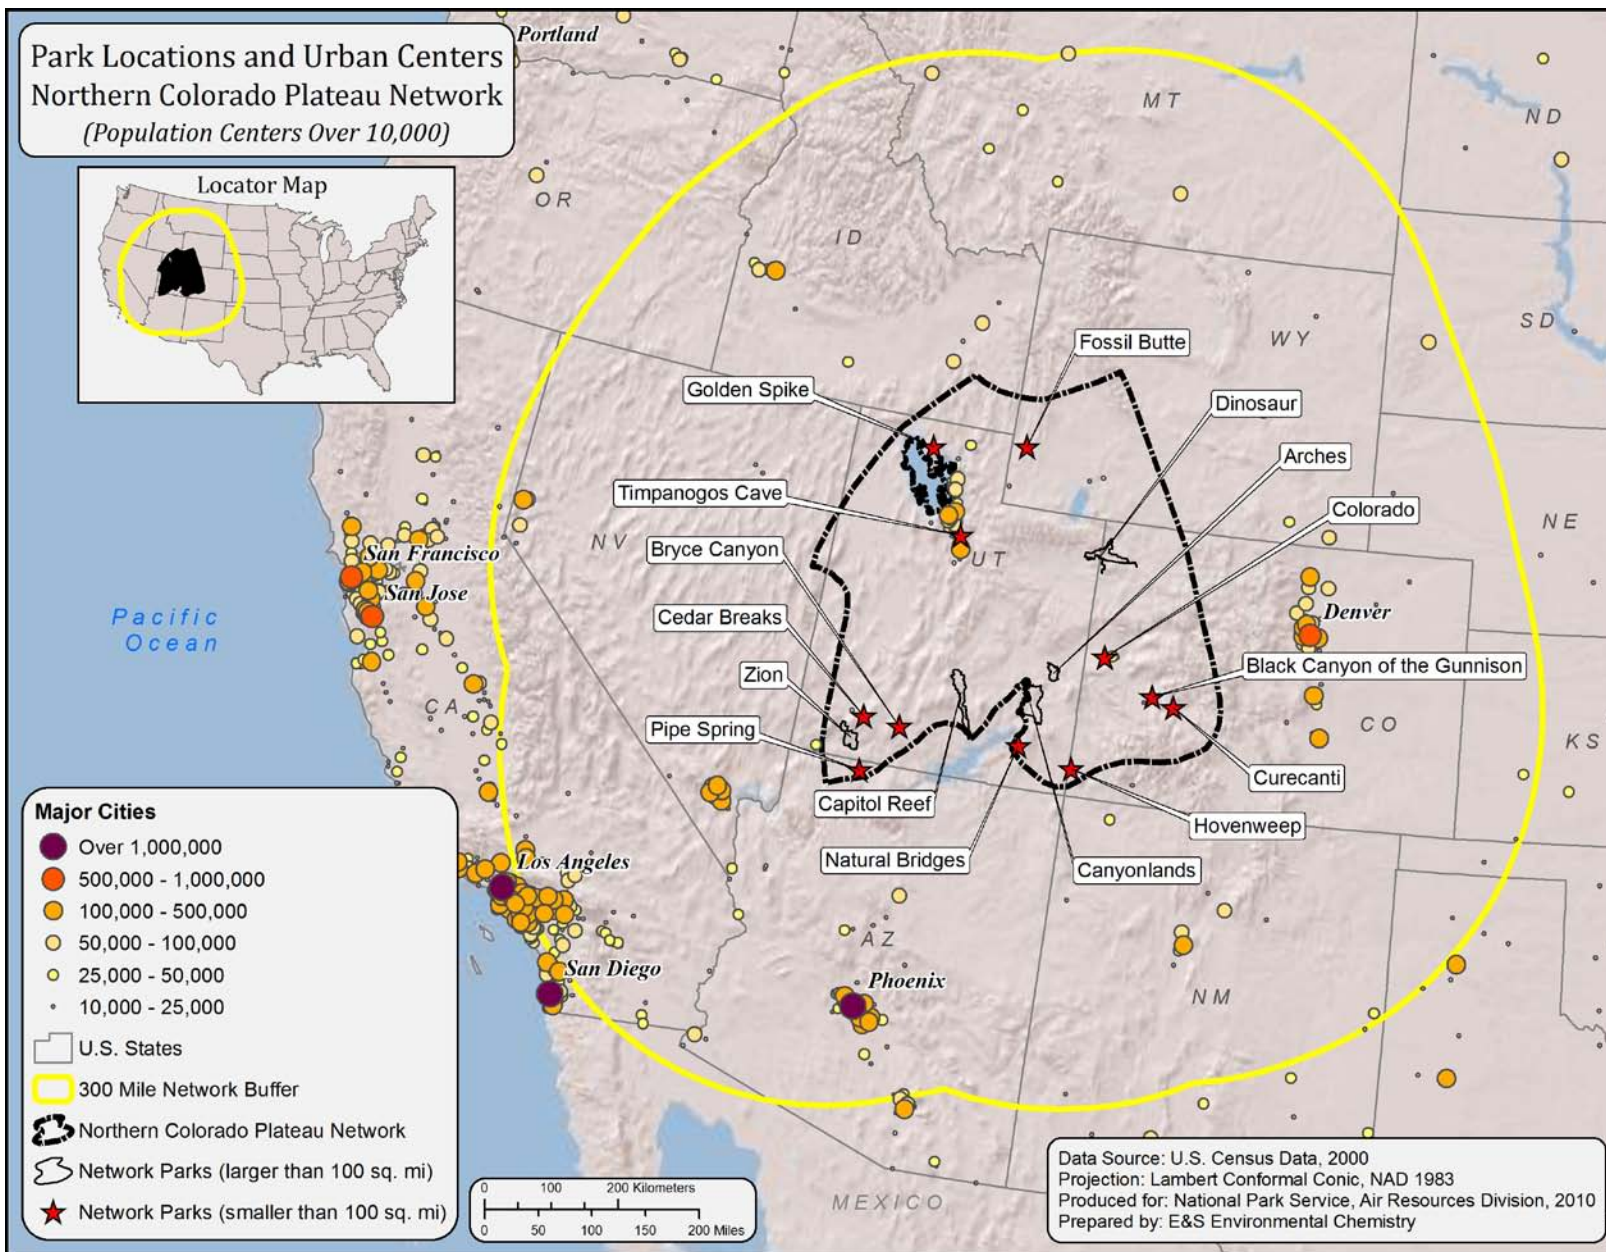 Park Locations and Urban Centers
Northern Colorado Plateau Network
(Population Centers Over 10,000)
Locator Map
Portland
MT
ND
OR
ID
SD
WY
Fossil Butte
Golden Spike
Dinosaur
Arches
Timpanogos Cave
Colorado
NE
San Francisco
NV
Bryce Canyon
UT
San Jose
Pacific
Ocean
Cedar Breaks
Denver
Zion
Black Canyon of the Gunnison
CA
Pipe Spring
CO
KS
Curecanti
Capitol Reef
Hovenweep
Natural Bridges
Canyonlands
Los Angeles
AZ
San Diego
Phoenix
NM
MEXICO
Major Cities
Over 1,000,000
500,000 - 1,000,000
100,000 - 500,000
50,000 - 100,000
25,000 - 50,000
10,000 - 25,000
U.S. States
300 Mile Network Buffer
Northern Colorado Plateau Network
Network Parks (larger than 100 sq. mi)
Network Parks (smaller than 100 sq. mi)
0 100 200 Kilometers
0 50 100 150 200 Miles
Data Source: U.S. Census Data, 2000
Projection: Lambert Conformal Conic, NAD 1983
Produced for: National Park Service, Air Resources Division, 2010
Prepared by: E&S Environmental Chemistry